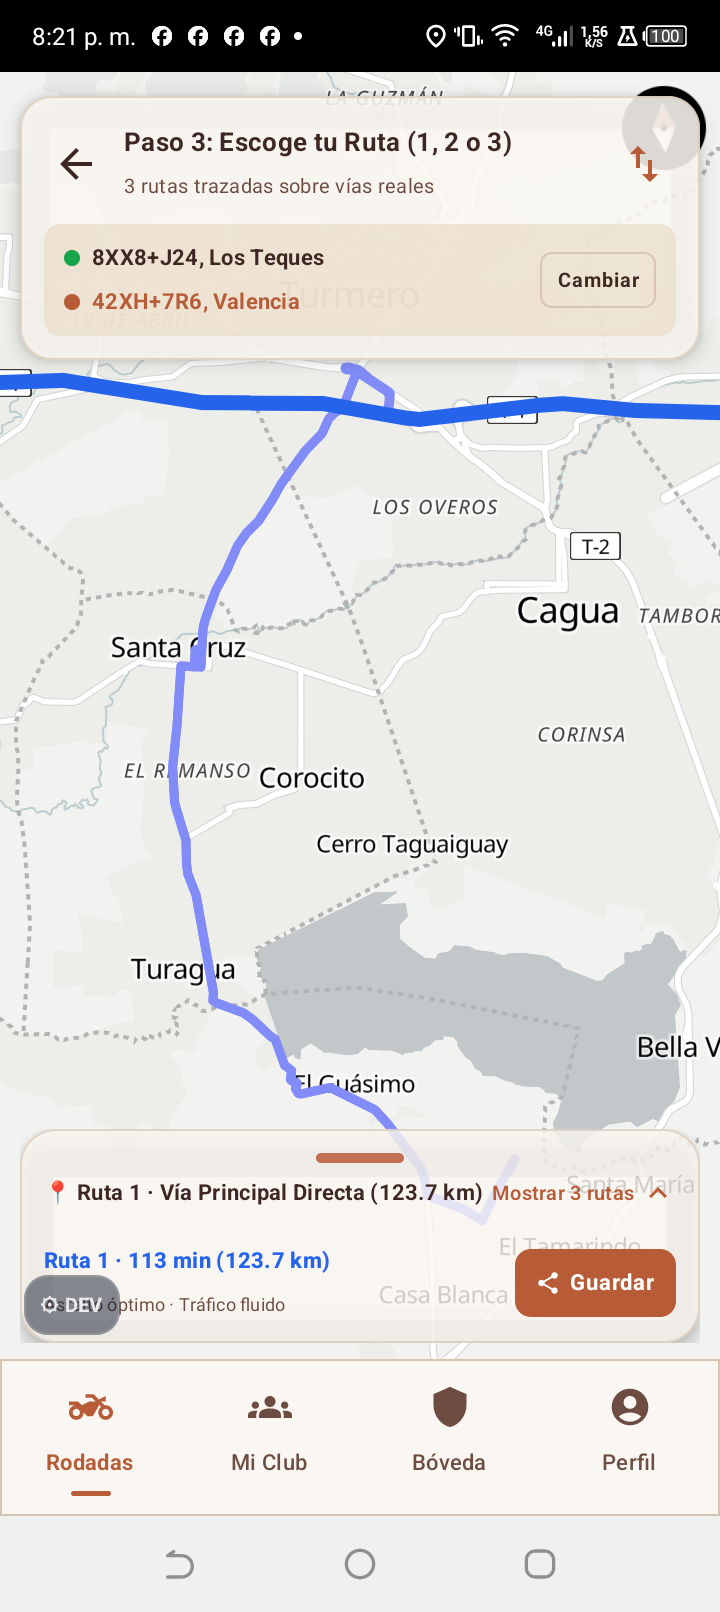 8:21 p. m.
4G 1,56 K/S 100
LA GUZMÁN
Paso 3: Escoge tu Ruta (1, 2 o 3)
3 rutas trazadas sobre vías reales
8XX8+J24, Los Teques
42XH+7R6, Valencia
Cambiar
Turmero
19 DE ABRIL
LOS OVEROS
T-2
Cagua
TAMBOR
Santa Cruz
CORINSA
EL REMANSO
Corocito
Cerro Taguaiguay
Turagua
Bella V
El Guásimo
Ruta 1 · Vía Principal Directa (123.7 km)
Mostrar 3 rutas
Santa María
El Tamarindo
Ruta 1 · 113 min (123.7 km)
Guardar
Casa Blanca
DEV
óptimo · Tráfico fluido
Rodadas
Mi Club
Bóveda
Perfil